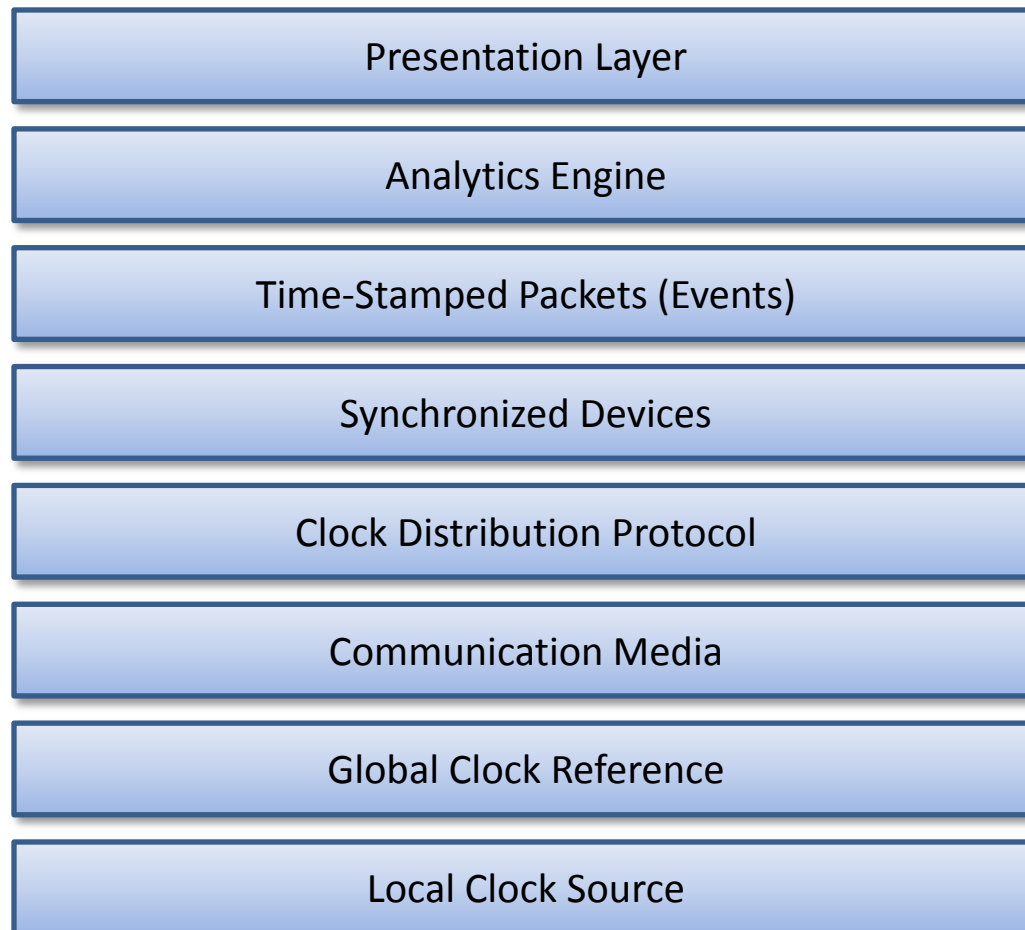 Presentation Layer
Analytics Engine
Time-Stamped Packets (Events)
Synchronized Devices
Clock Distribution Protocol
Communication Media
Global Clock Reference
Local Clock Source